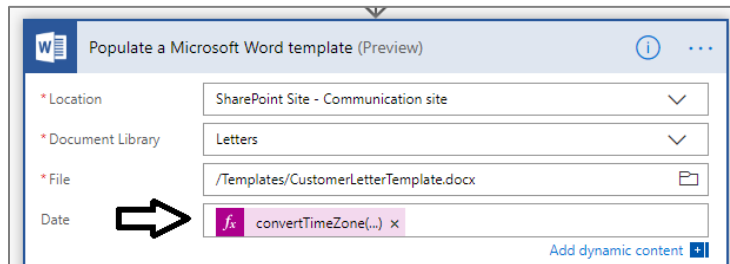 W Populate a Microsoft Word template (Preview) i ...
* Location SharePoint Site - Communication site
* Document Library Letters
* File /Templates/CustomerLetterTemplate.docx
Date fx convertTimeZone(...) ×
Add dynamic content +